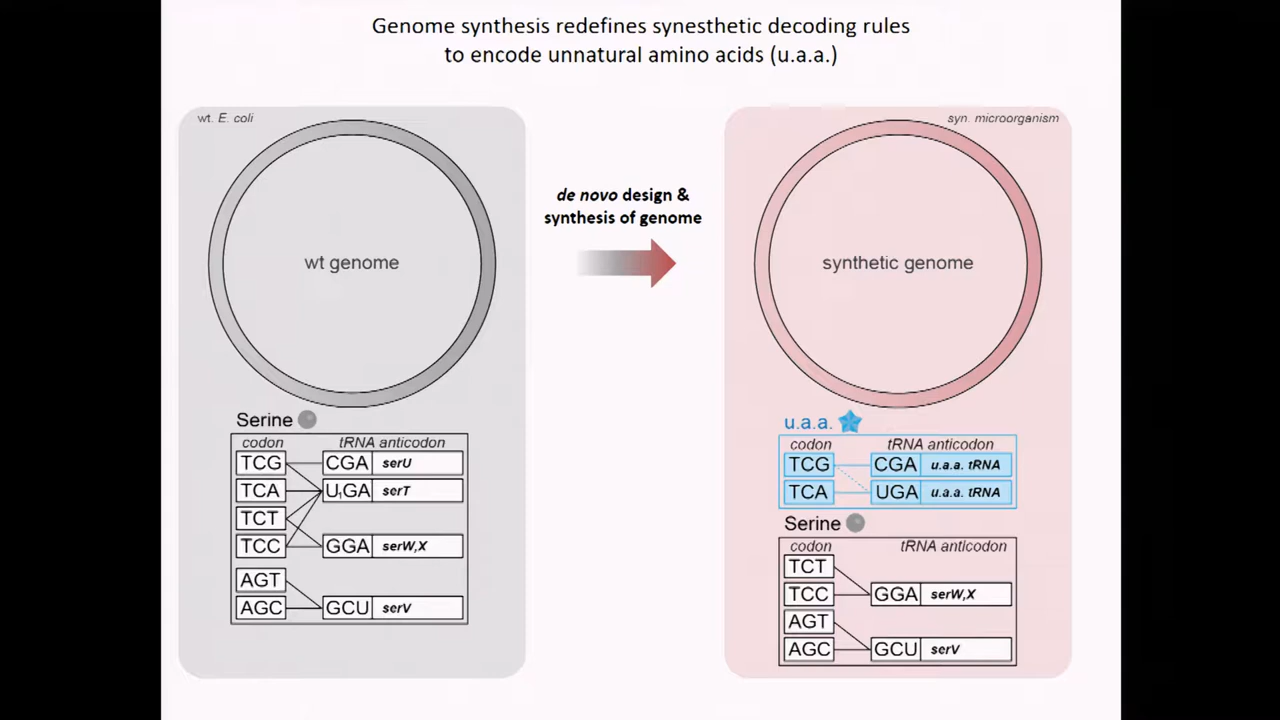 Genome synthesis redefines synesthetic decoding rules
to encode unnatural amino acids (u.a.a.)
wt. E. coli
wt genome
Serine
codon tRNA anticodon
TCG CGA serU
TCA UGA serT
TCT
TCC GGA serW,X
AGT
AGC GCU serV
de novo design &
synthesis of genome
syn. microorganism
synthetic genome
u.a.a.
codon tRNA anticodon
TCG CGA u.a.a. tRNA
TCA UGA u.a.a. tRNA
Serine
codon tRNA anticodon
TCT
TCC GGA serW,X
AGT
AGC GCU serV